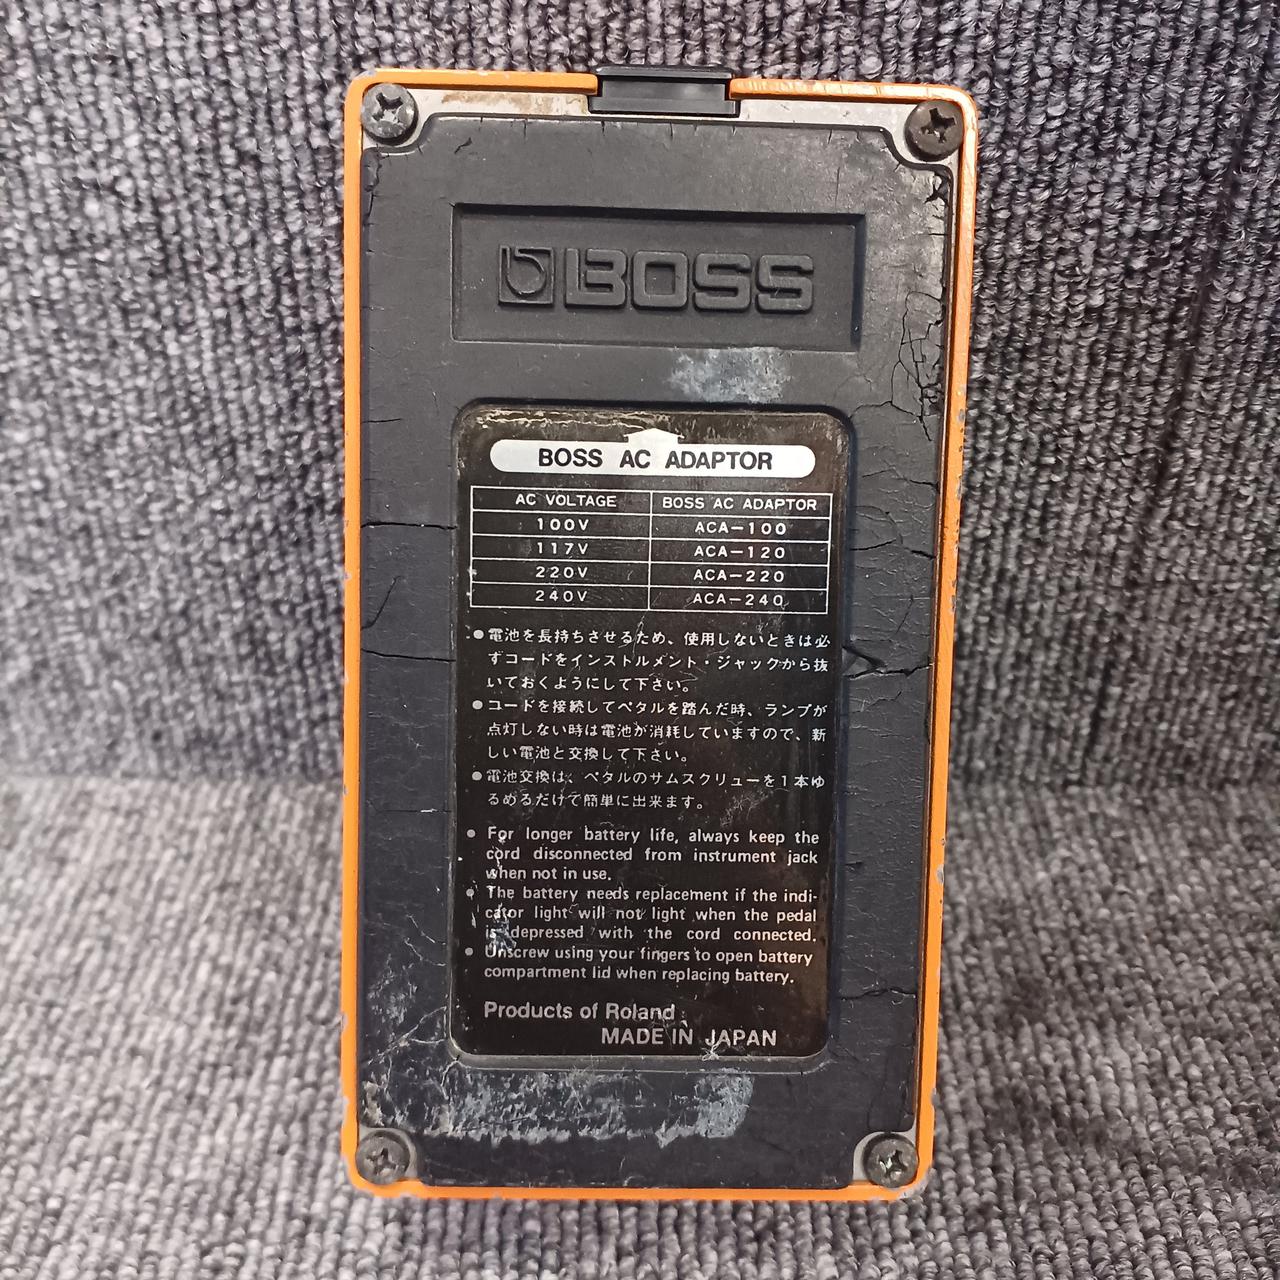 BOSS
BOSS AC ADAPTOR
AC VOLTAGE BOSS AC ADAPTOR
100V ACA-100
117V ACA-120
220V ACA-220
240V ACA-240
●電池を長持ちさせるため、使用しないときは必
ずコードをインストルメント・ジャックから抜
いておくようにして下さい。
●コードを接続してペタルを踏んだ時、ランプが
点灯しない時は電池が消耗していますので、新
しい電池と交換して下さい。
●電池交換は、ペタルのサムスクリューを1本ゆ
るめるだけで簡単に出来ます。
● For longer battery life, always keep the
cord disconnected from instrument jack
when not in use.
● The battery needs replacement if the indi-
cator light will not light when the pedal
is depressed with the cord connected.
● Unscrew using your fingers to open battery
compartment lid when replacing battery.
Products of Roland
MADE IN JAPAN